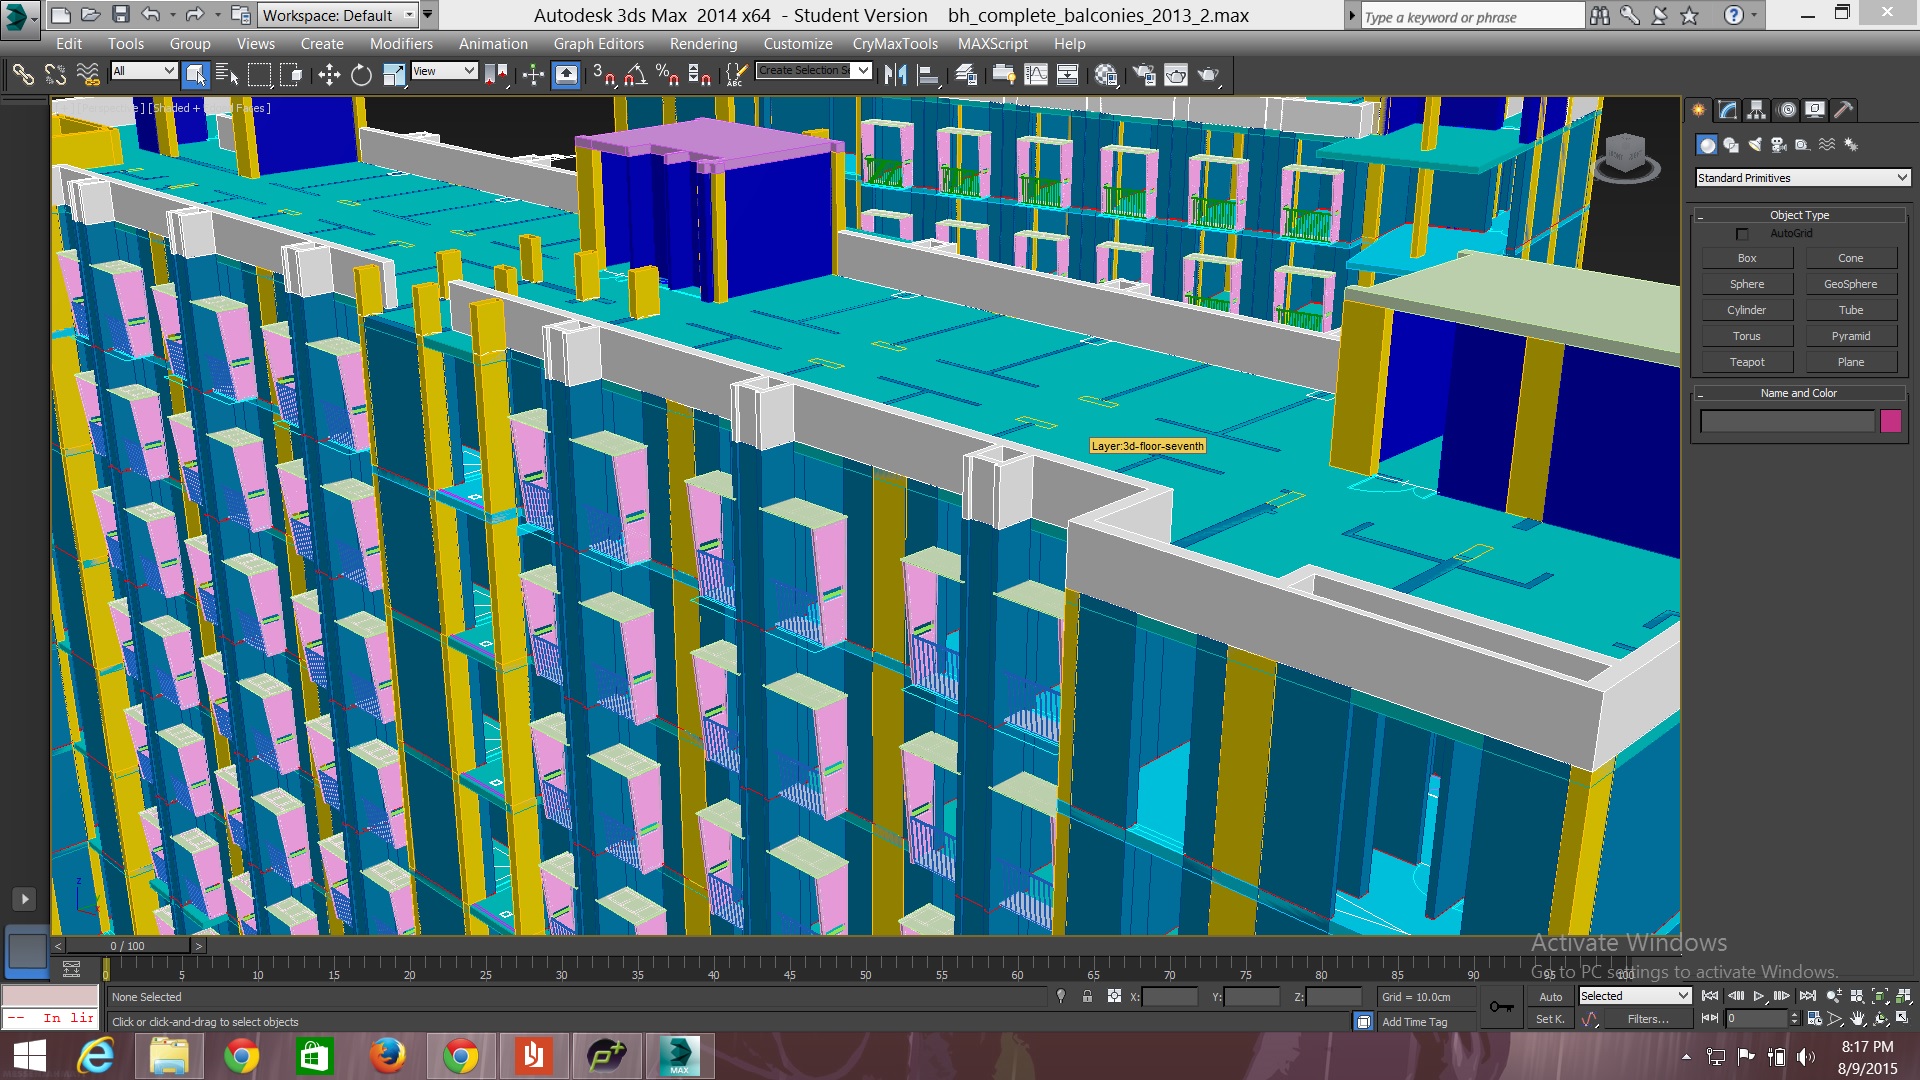 Workspace: Default
Autodesk 3ds Max 2014 x64 - Student Version bh_complete_balconies_2013_2.max
Type a keyword or phrase
Edit Tools Group Views Create Modifiers Animation Graph Editors Rendering Customize CryMaxTools MAXScript Help
All View 3 Create Selection Se
[Shaded + Faces ]
Standard Primitives
Object Type
AutoGrid
Box Cone
Sphere GeoSphere
Cylinder Tube
Torus Pyramid
Teapot Plane
Name and Color
Layer:3d-floor-seventh
z
Activate Windows
Go to PC settings to activate Windows.
< 0 / 100 >
0 5 10 15 20 25 30 35 40 45 50 55 60 65 70 75 80 85 90 95 100
None Selected X: Y: Z: Grid = 10.0cm Auto Selected
-- In lir Click or click-and-drag to select objects Add Time Tag Set K. Filters... 0
MAX
8:17 PM
8/9/2015